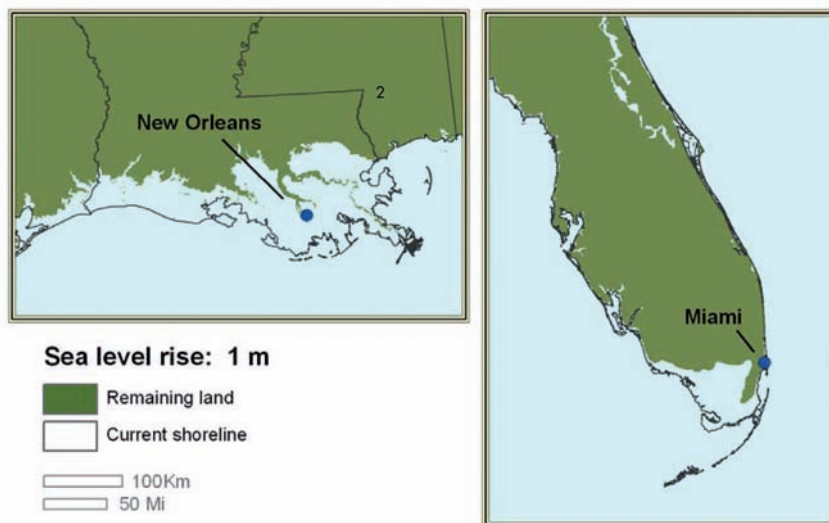 2
New Orleans
Miami
Sea level rise: 1 m
Remaining land
Current shoreline
100Km
50 Mi